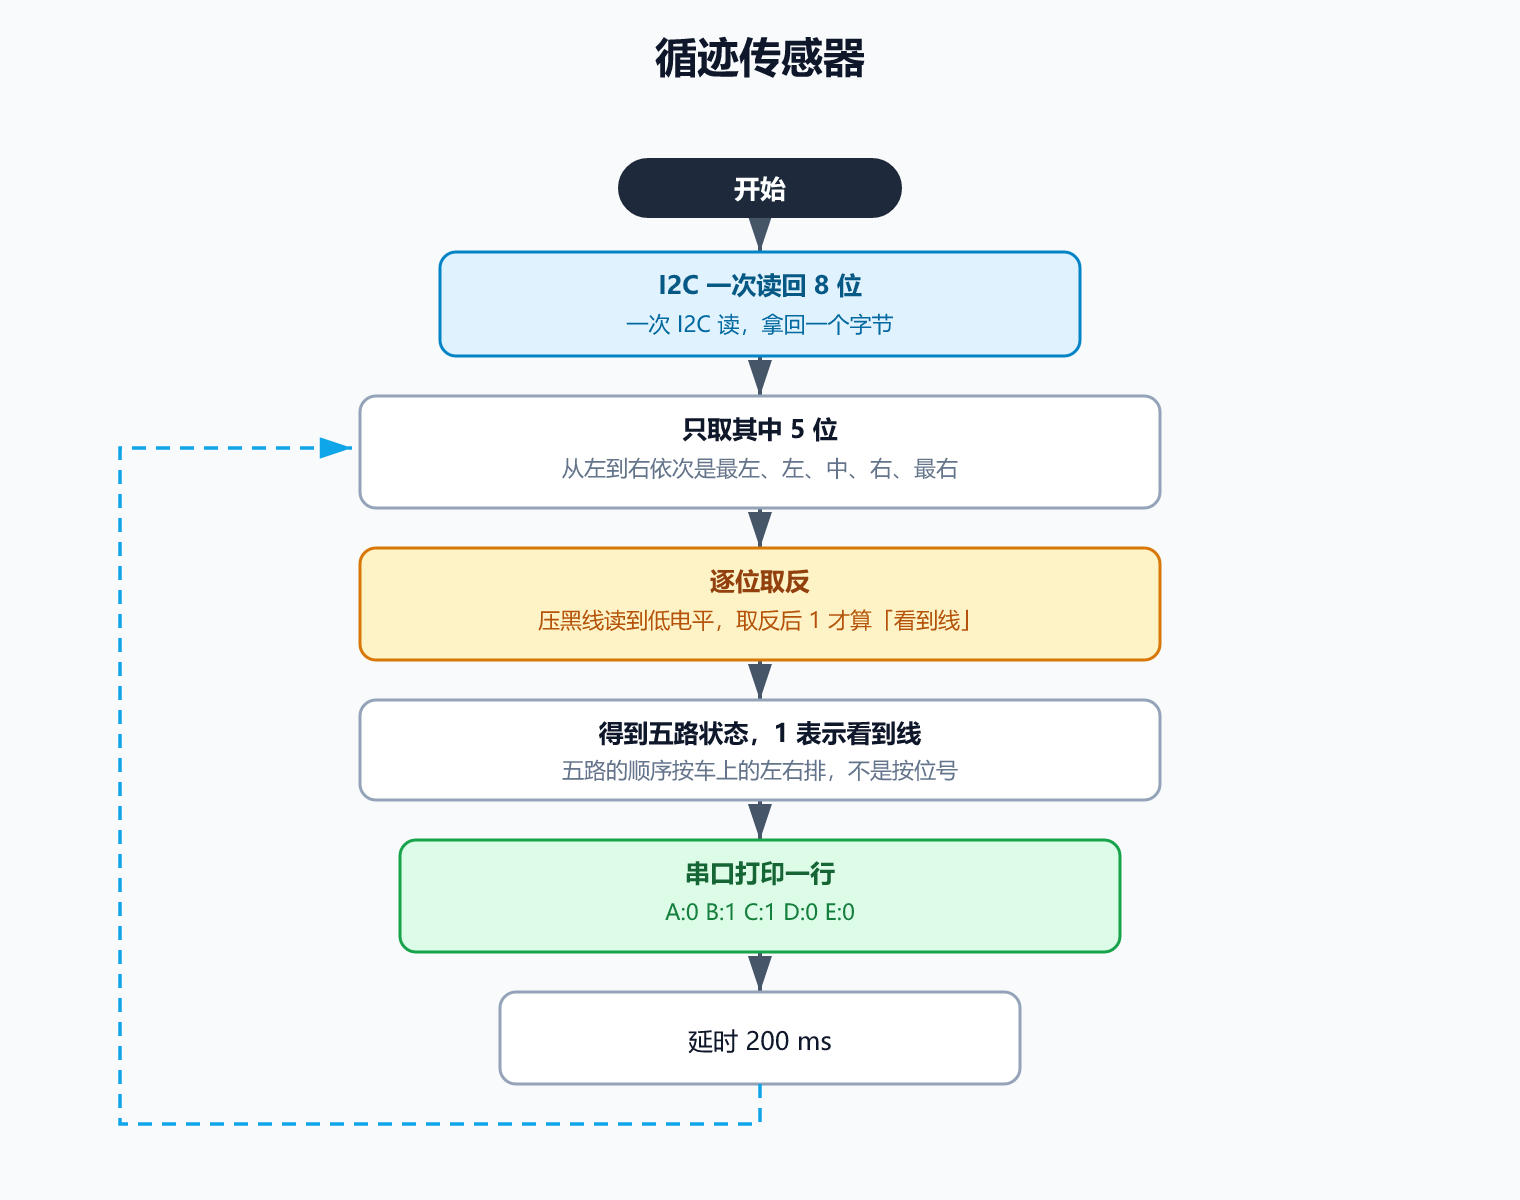 循迹传感器
开始
I2C 一次读回 8 位
一次 I2C 读，拿回一个字节
只取其中 5 位
从左到右依次是最左、左、中、右、最右
逐位取反
压黑线读到低电平，取反后 1 才算「看到线」
得到五路状态，1 表示看到线
五路的顺序按车上的左右排，不是按位号
串口打印一行
A:0 B:1 C:1 D:0 E:0
延时 200 ms